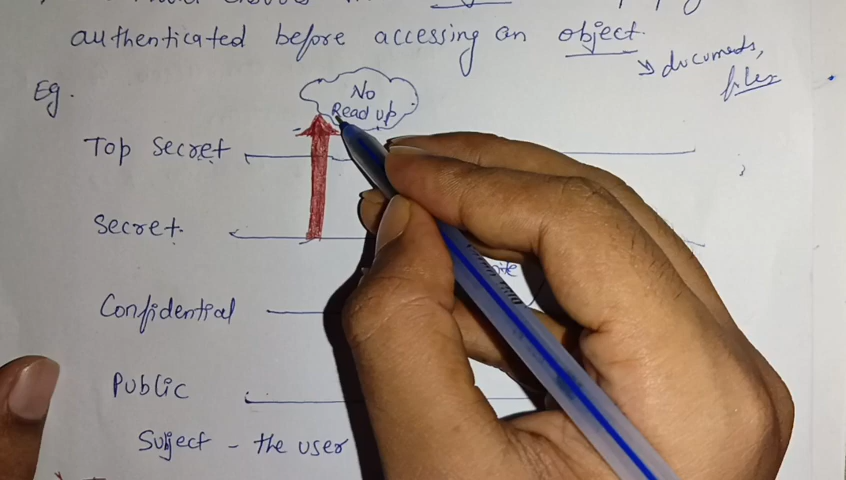 authenticated before accessing an object.
→ documents,
files
Eg.
No
Read up
Top Secret
Secret.
Confidential
Public
Subject - the user